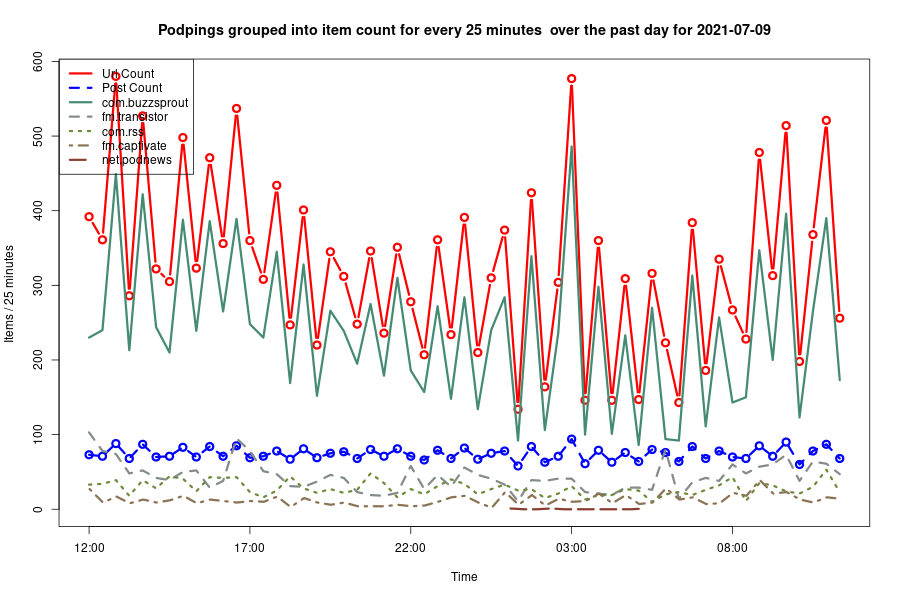 Podpings grouped into item count for every 25 minutes  over the past day for 2021-07-09
Items / 25 minutes
600
500
400
300
200
100
0
Url Count
Post Count
com.buzzsprout
fm.transistor
com.rss
fm.captivate
net.podnews
12:00
17:00
22:00
03:00
08:00
Time